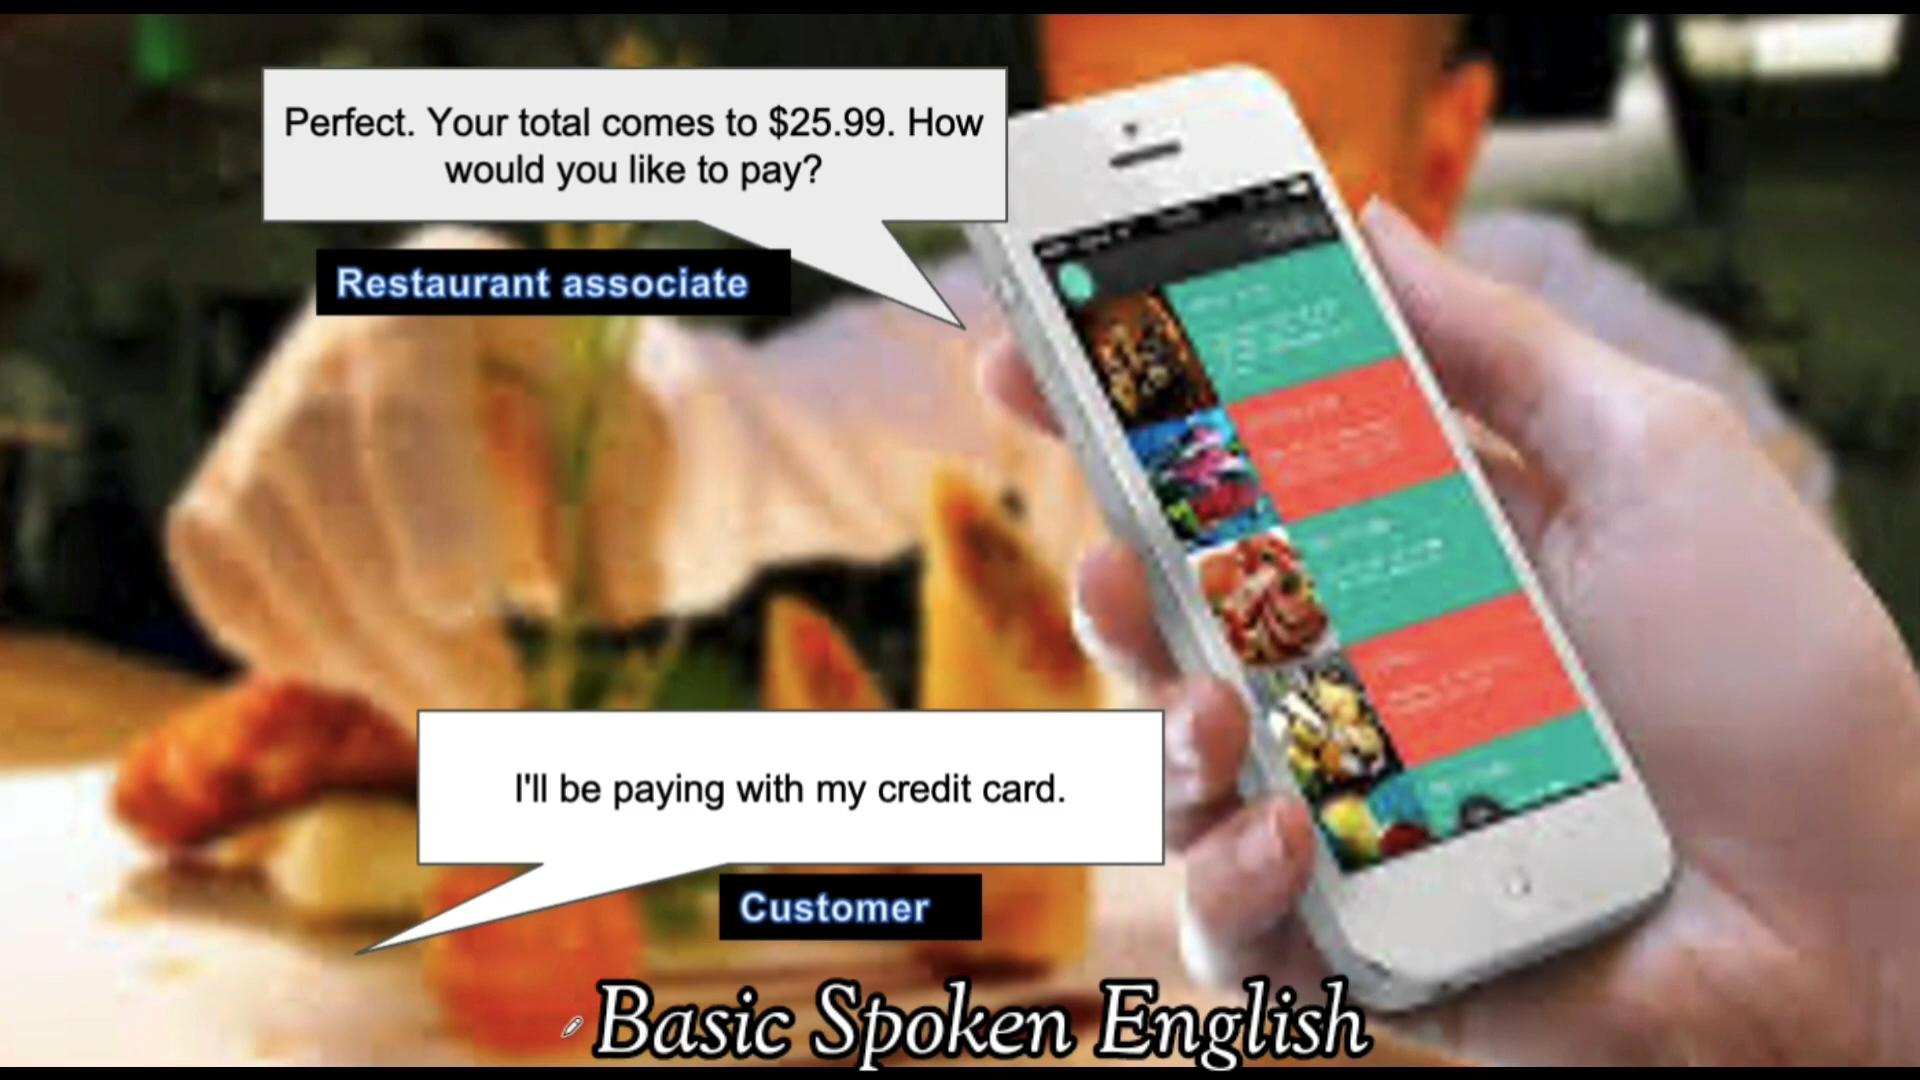 Perfect. Your total comes to $25.99. How
would you like to pay?
Restaurant associate
I'll be paying with my credit card.
Customer
Basic Spoken English